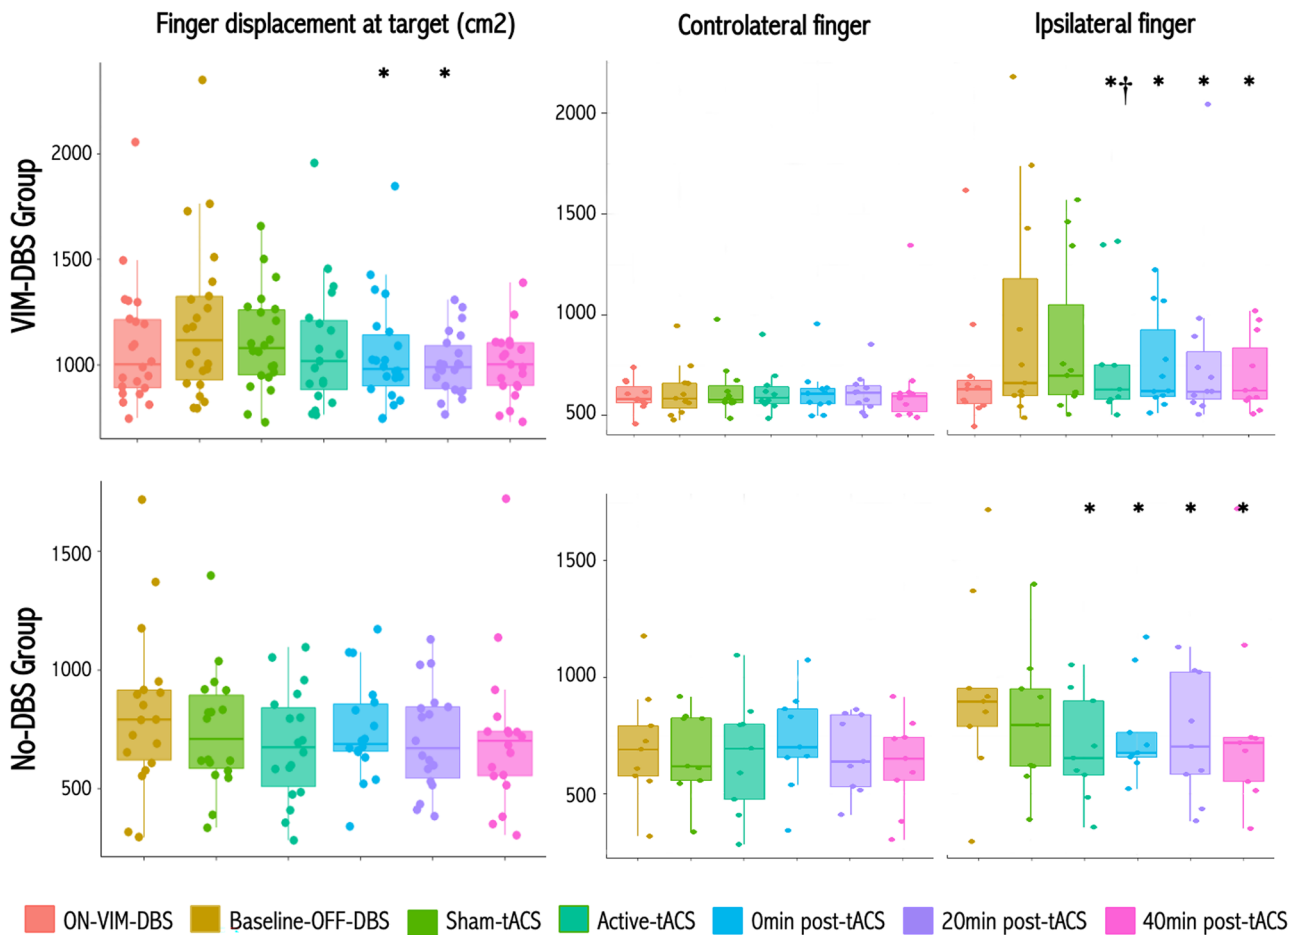 Finger displacement at target (cm2)
Controlateral finger
Ipsilateral finger
VIM-DBS Group
2000
1500
1000
* *
2000
1500
1000
500
*† * * *
No-DBS Group
1500
1000
500
1500
1000
500
* * * *
ON-VIM-DBS Baseline-OFF-DBS Sham-tACS Active-tACS 0min post-tACS 20min post-tACS 40min post-tACS